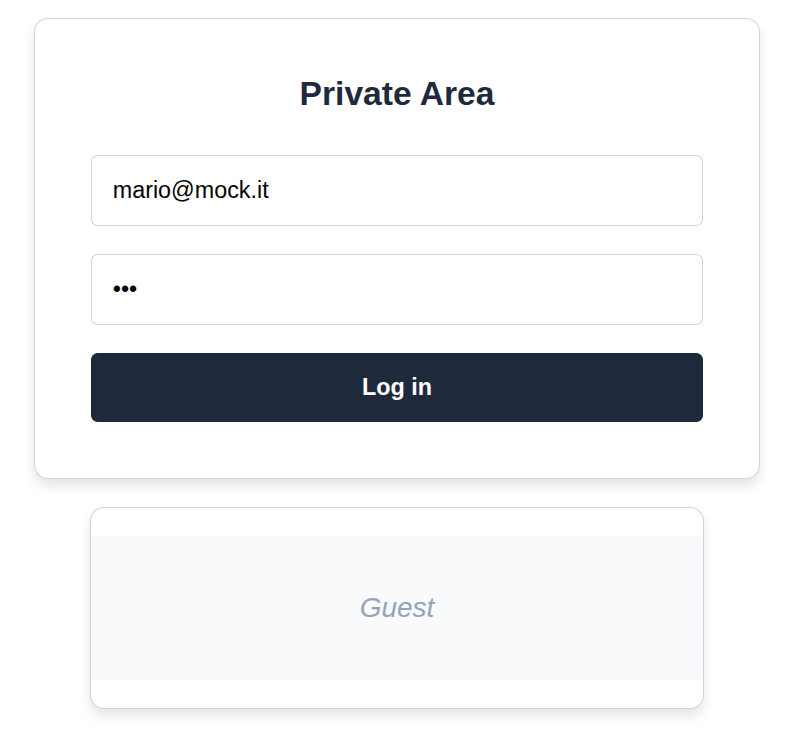 Private Area
mario@mock.it
•••
Log in
Guest